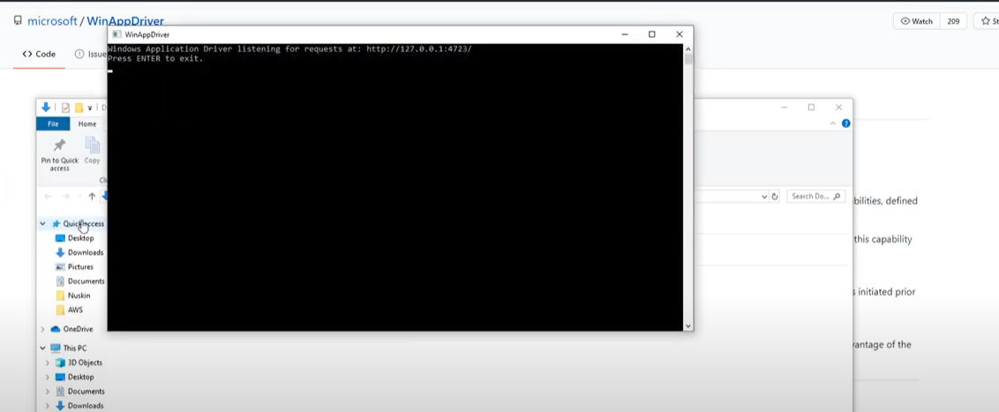 microsoft / WinAppDriver
Watch 209
Code
WinAppDriver
Windows Application Driver listening for requests at: http://127.0.0.1:4723/
Press ENTER to exit.
File Home
Pin to Quick access
Copy
Search Do...
Quick access
Desktop
Downloads
Pictures
Documents
Nuskin
AWS
OneDrive
This PC
3D Objects
Desktop
Documents
Downloads
bilities, defined
this capability
initiated prior
vantage of the